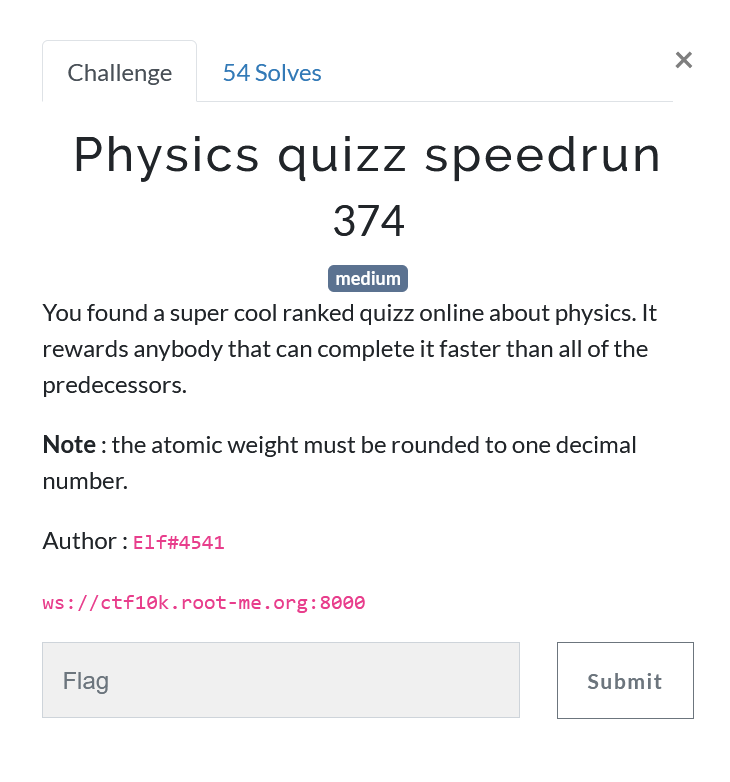 Challenge
54 Solves
×
Physics quizz speedrun
374
medium
You found a super cool ranked quizz online about physics. It
rewards anybody that can complete it faster than all of the
predecessors.
Note : the atomic weight must be rounded to one decimal
number.
Author : Elf#4541
ws://ctf10k.root-me.org:8000
Flag
Submit